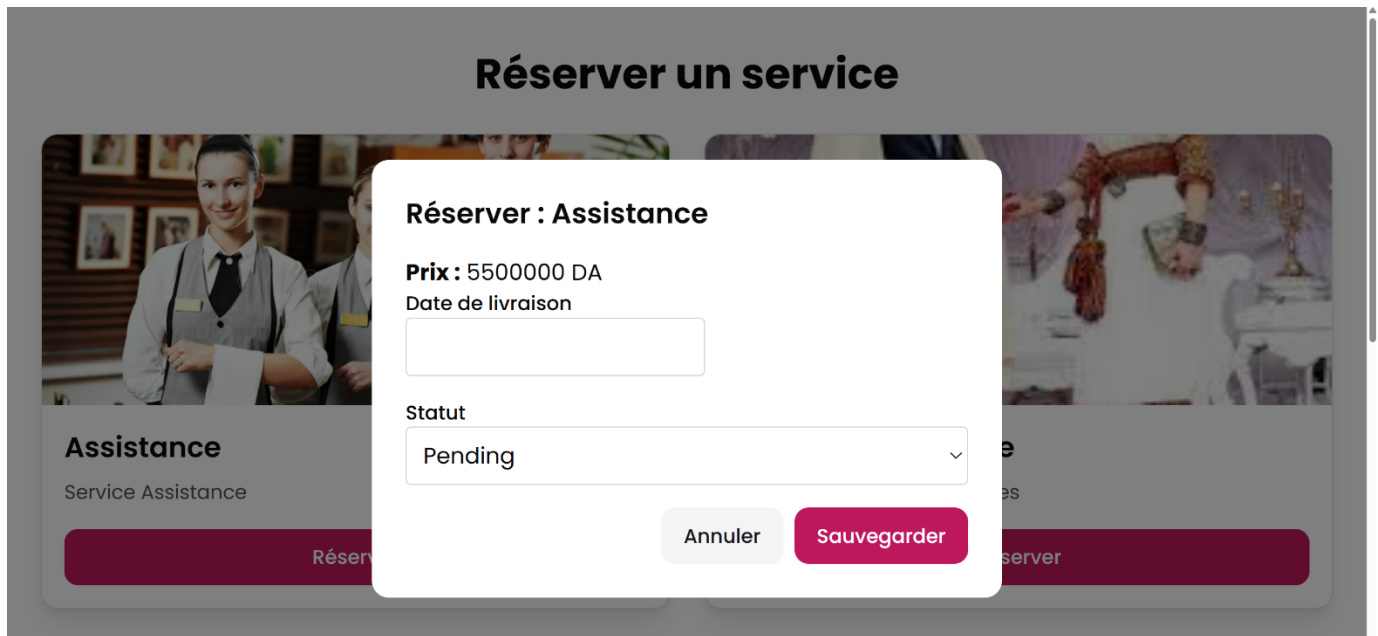 Réserver un service
Réserver : Assistance
Prix : 5500000 DA
Date de livraison
Statut
Pending
Annuler
Sauvegarder
Assistance
Service Assistance